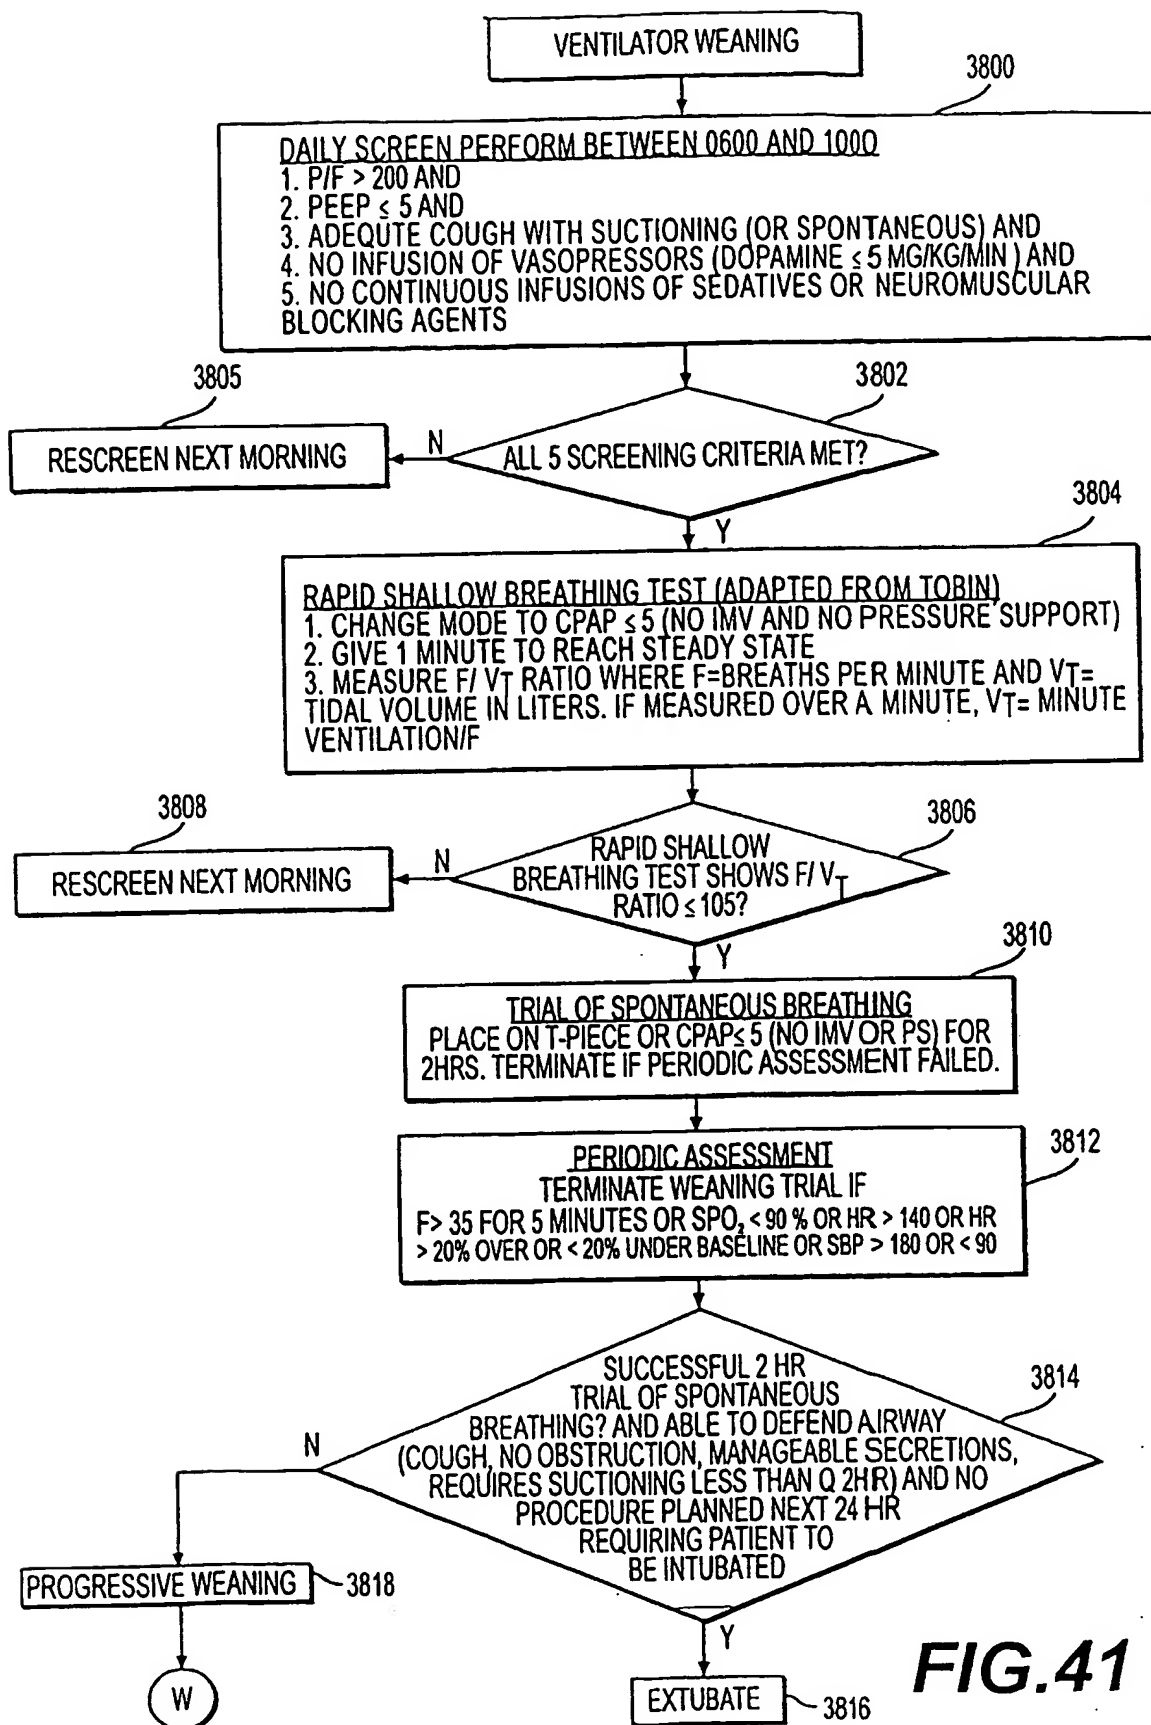 VENTILATOR WEANING
3800
DAILY SCREEN PERFORM BETWEEN 0600 AND 1000
1. P/F > 200 AND
2. PEEP ≤ 5 AND
3. ADEQUTE COUGH WITH SUCTIONING (OR SPONTANEOUS) AND
4. NO INFUSION OF VASOPRESSORS (DOPAMINE ≤ 5 MG/KG/MIN ) AND
5. NO CONTINUOUS INFUSIONS OF SEDATIVES OR NEUROMUSCULAR
BLOCKING AGENTS
3805
3802
RESCREEN NEXT MORNING
N
ALL 5 SCREENING CRITERIA MET?
Y
3804
RAPID SHALLOW BREATHING TEST (ADAPTED FROM TOBIN)
1. CHANGE MODE TO CPAP ≤ 5 (NO IMV AND NO PRESSURE SUPPORT)
2. GIVE 1 MINUTE TO REACH STEADY STATE
3. MEASURE F/ VT RATIO WHERE F=BREATHS PER MINUTE AND VT=
TIDAL VOLUME IN LITERS. IF MEASURED OVER A MINUTE, VT= MINUTE
VENTILATION/F
3808
3806
RESCREEN NEXT MORNING
N
RAPID SHALLOW
BREATHING TEST SHOWS F/ VT
RATIO ≤ 105?
Y
3810
TRIAL OF SPONTANEOUS BREATHING
PLACE ON T-PIECE OR CPAP≤ 5 (NO IMV OR PS) FOR
2HRS. TERMINATE IF PERIODIC ASSESSMENT FAILED.
3812
PERIODIC ASSESSMENT
TERMINATE WEANING TRIAL IF
F> 35 FOR 5 MINUTES OR SPO2 <90 % OR HR > 140 OR HR
> 20% OVER OR < 20% UNDER BASELINE OR SBP > 180 OR < 90
3814
SUCCESSFUL 2 HR
TRIAL OF SPONTANEOUS
BREATHING? AND ABLE TO DEFEND AIRWAY
(COUGH, NO OBSTRUCTION, MANAGEABLE SECRETIONS,
REQUIRES SUCTIONING LESS THAN Q 2HR) AND NO
PROCEDURE PLANNED NEXT 24 HR
REQUIRING PATIENT TO
BE INTUBATED
N
PROGRESSIVE WEANING
3818
W
Y
EXTUBATE
3816
FIG.41